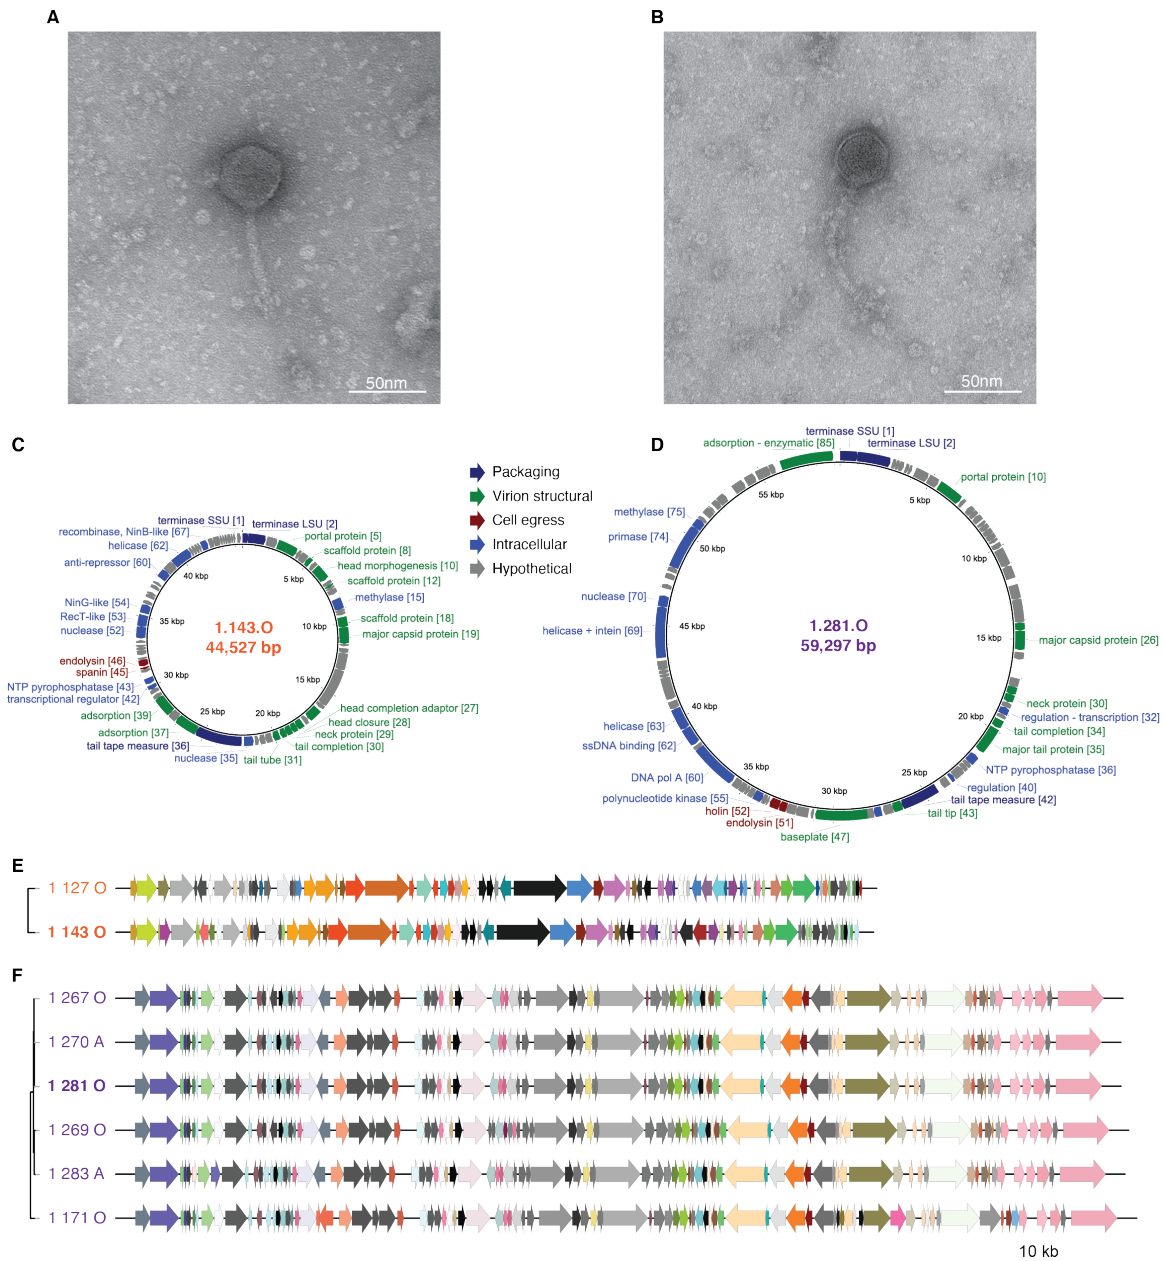 A
B
50nm
50nm
C
terminase SSU [1]
terminase LSU [2]
recombinase, NinB-like [67]
portal protein [5]
helicase [62]
scaffold protein [8]
anti-repressor [60]
head morphogenesis [10]
scaffold protein [12]
40 kbp
5 kbp
methylase [15]
NinG-like [54]
RecT-like [53]
nuclease [52]
35 kbp
10 kbp
scaffold protein [18]
major capsid protein [19]
1.143.O
44,527 bp
endolysin [46]
spanin [45]
30 kbp
15 kbp
NTP pyrophosphatase [43]
transcriptional regulator [42]
adsorption [39]
25 kbp
20 kbp
head completion adaptor [27]
head closure [28]
adsorption [37]
neck protein [29]
tail tape measure [36]
tail completion [30]
nuclease [35]
tail tube [31]
Packaging
Virion structural
Cell egress
Intracellular
Hypothetical
D
terminase SSU [1]
adsorption - enzymatic [85]
terminase LSU [2]
portal protein [10]
55 kbp
5 kbp
methylase [75]
primase [74]
50 kbp
10 kbp
nuclease [70]
helicase + intein [69]
45 kbp
15 kbp
major capsid protein [26]
1.281.O
59,297 bp
neck protein [30]
regulation - transcription [32]
40 kbp
20 kbp
tail completion [34]
helicase [63]
major tail protein [35]
ssDNA binding [62]
NTP pyrophosphatase [36]
35 kbp
25 kbp
DNA pol A [60]
regulation [40]
30 kbp
polynucleotide kinase [55]
tail tape measure [42]
holin [52]
tail tip [43]
endolysin [51]
baseplate [47]
E
1 127 O
1 143 O
F
1 267 O
1 270 A
1 281 O
1 269 O
1 283 A
1 171 O
10 kb